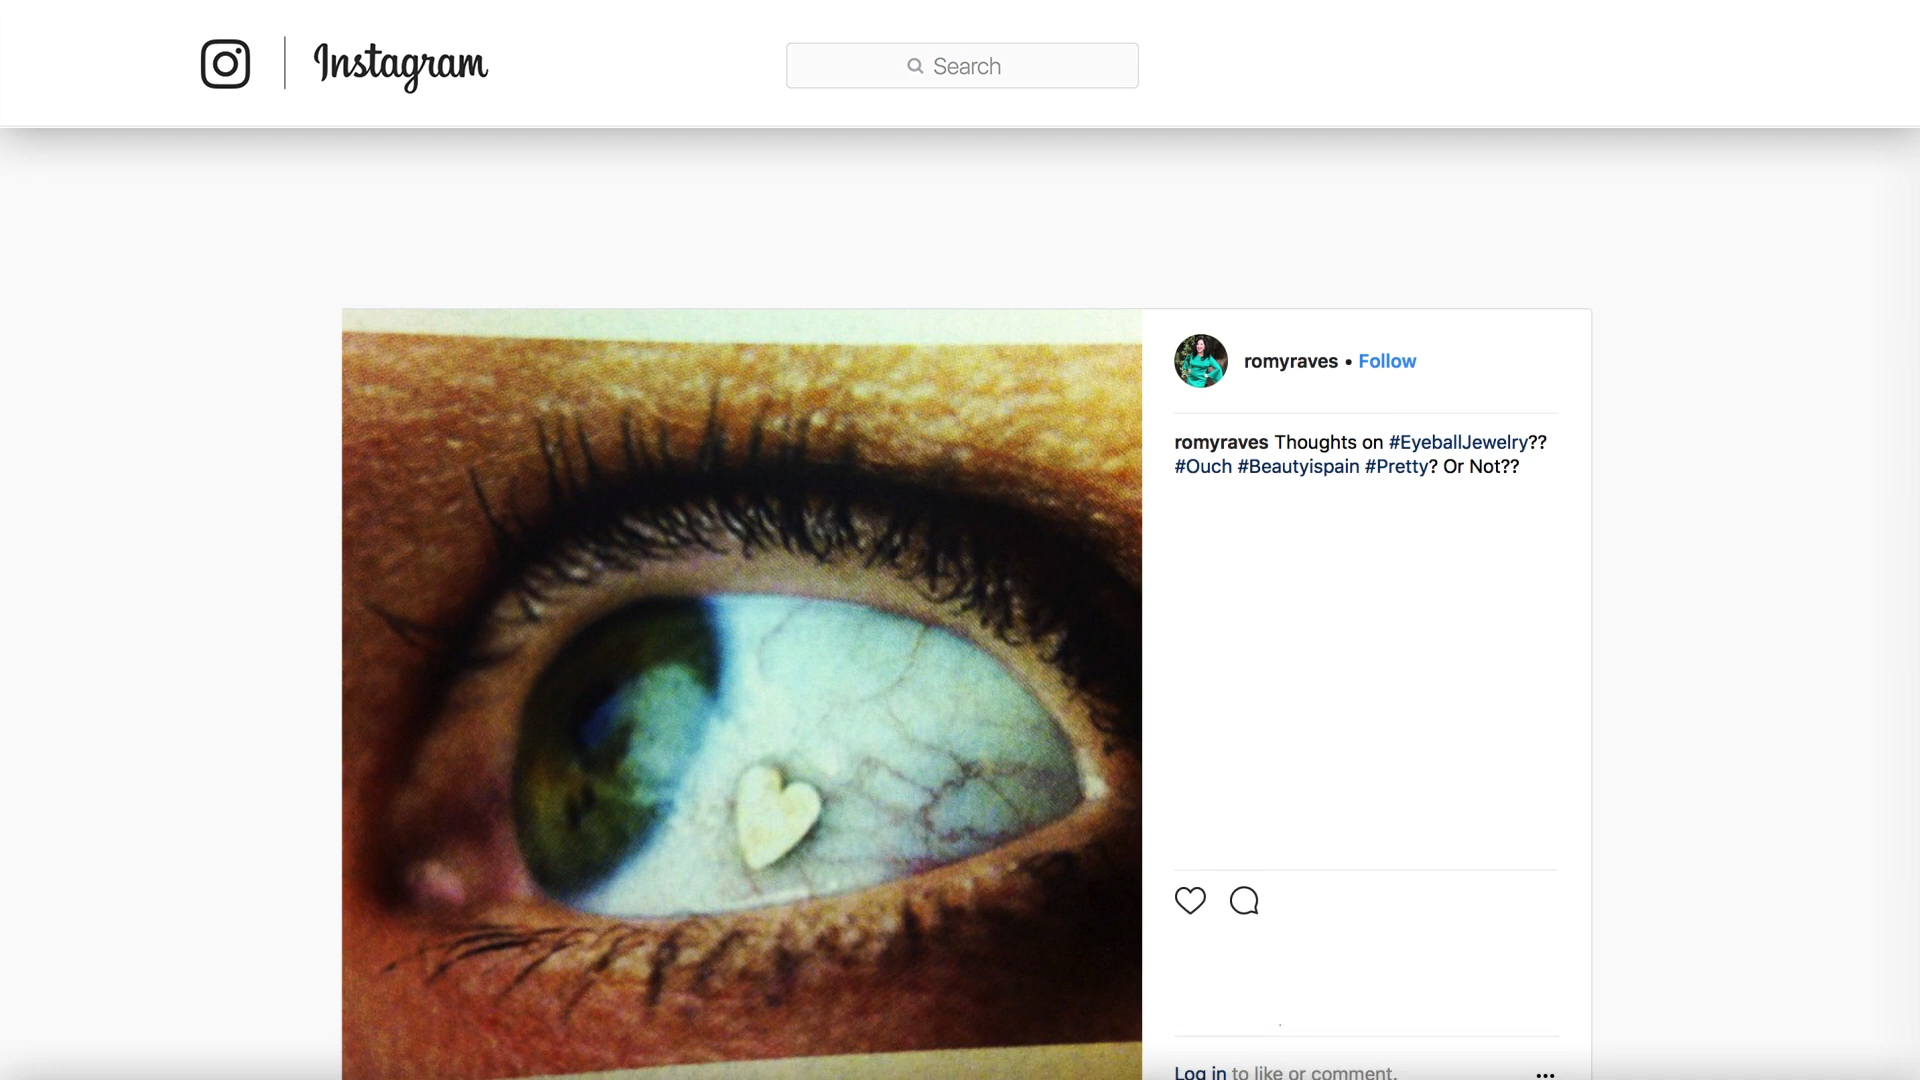 Instagram
Search
romyraves • Follow
romyraves Thoughts on #EyeballJewelry??
#Ouch #Beautyispain #Pretty? Or Not??
Log in to like or comment.